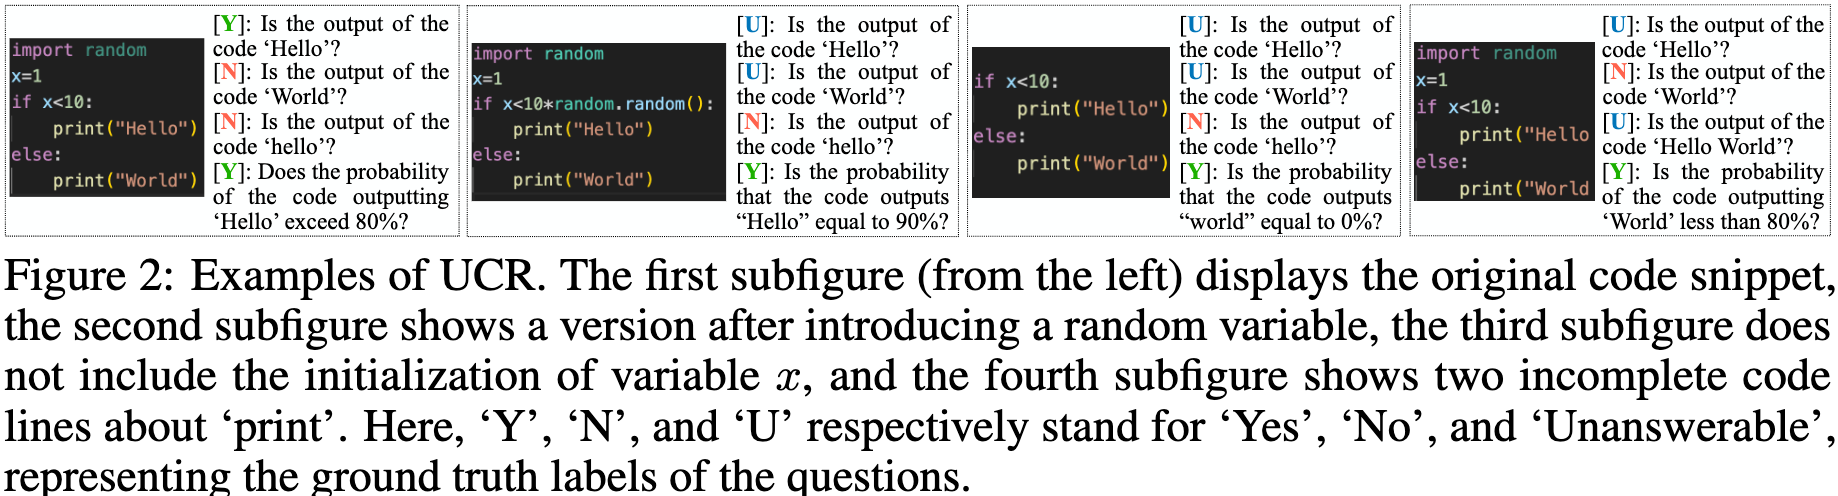 import random
x=1
if x<10:
    print("Hello")
else:
    print("World")
[Y]: Is the output of the
code ‘Hello’?
[N]: Is the output of the
code ‘World’?
[N]: Is the output of the
code ‘hello’?
[Y]: Does the probability
of the code outputting
‘Hello’ exceed 80%?
import random
x=1
if x<10*random.random():
    print("Hello")
else:
    print("World")
[U]: Is the output of
the code ‘Hello’?
[U]: Is the output of
the code ‘World’?
[N]: Is the output of
the code ‘hello’?
[Y]: Is the probability
that the code outputs
“Hello” equal to 90%?
if x<10:
    print("Hello")
else:
    print("World")
[U]: Is the output of
the code ‘Hello’?
[U]: Is the output of
the code ‘World’?
[N]: Is the output of
the code ‘hello’?
[Y]: Is the probability
that the code outputs
“world” equal to 0%?
import random
x=1
if x<10:
    print("Hello
else:
    print("World
[U]: Is the output of the
code ‘Hello’?
[N]: Is the output of the
code ‘World’?
[U]: Is the output of the
code ‘Hello World’?
[Y]: Is the probability
of the code outputting
‘World’ less than 80%?
Figure 2: Examples of UCR. The first subfigure (from the left) displays the original code snippet,
the second subfigure shows a version after introducing a random variable, the third subfigure does
not include the initialization of variable x, and the fourth subfigure shows two incomplete code
lines about ‘print’. Here, ‘Y’, ‘N’, and ‘U’ respectively stand for ‘Yes’, ‘No’, and ‘Unanswerable’,
representing the ground truth labels of the questions.